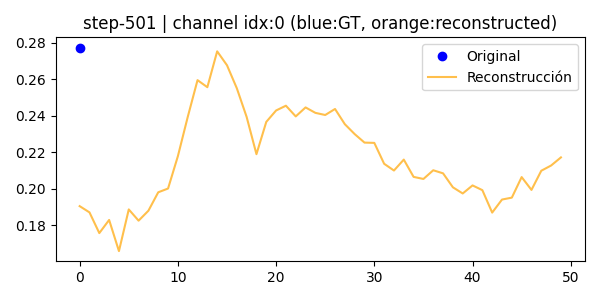 step-501 | channel idx:0 (blue:GT, orange:reconstructed)
0.28
0.26
0.24
0.22
0.20
0.18
Original
Reconstrucción
0 10 20 30 40 50